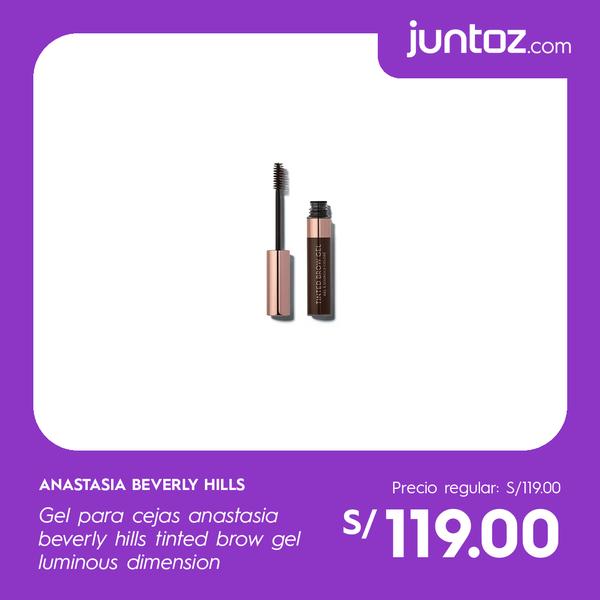 juntoz.com
TINTED BROW GEL
ANASTASIA BEVERLY HILLS
Gel para cejas anastasia
beverly hills tinted brow gel
luminous dimension
Precio regular: S/119.00
S/119.00